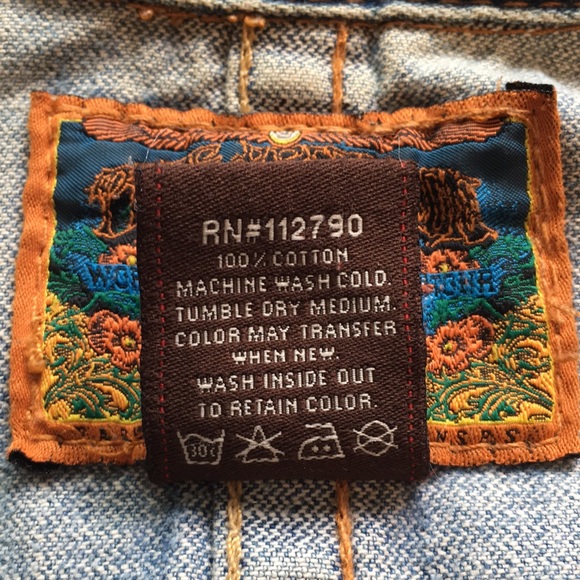 RN#112790
100% COTTON
MACHINE WASH COLD.
TUMBLE DRY MEDIUM.
COLOR MAY TRANSFER
WHEN NEW.
WASH INSIDE OUT
TO RETAIN COLOR.